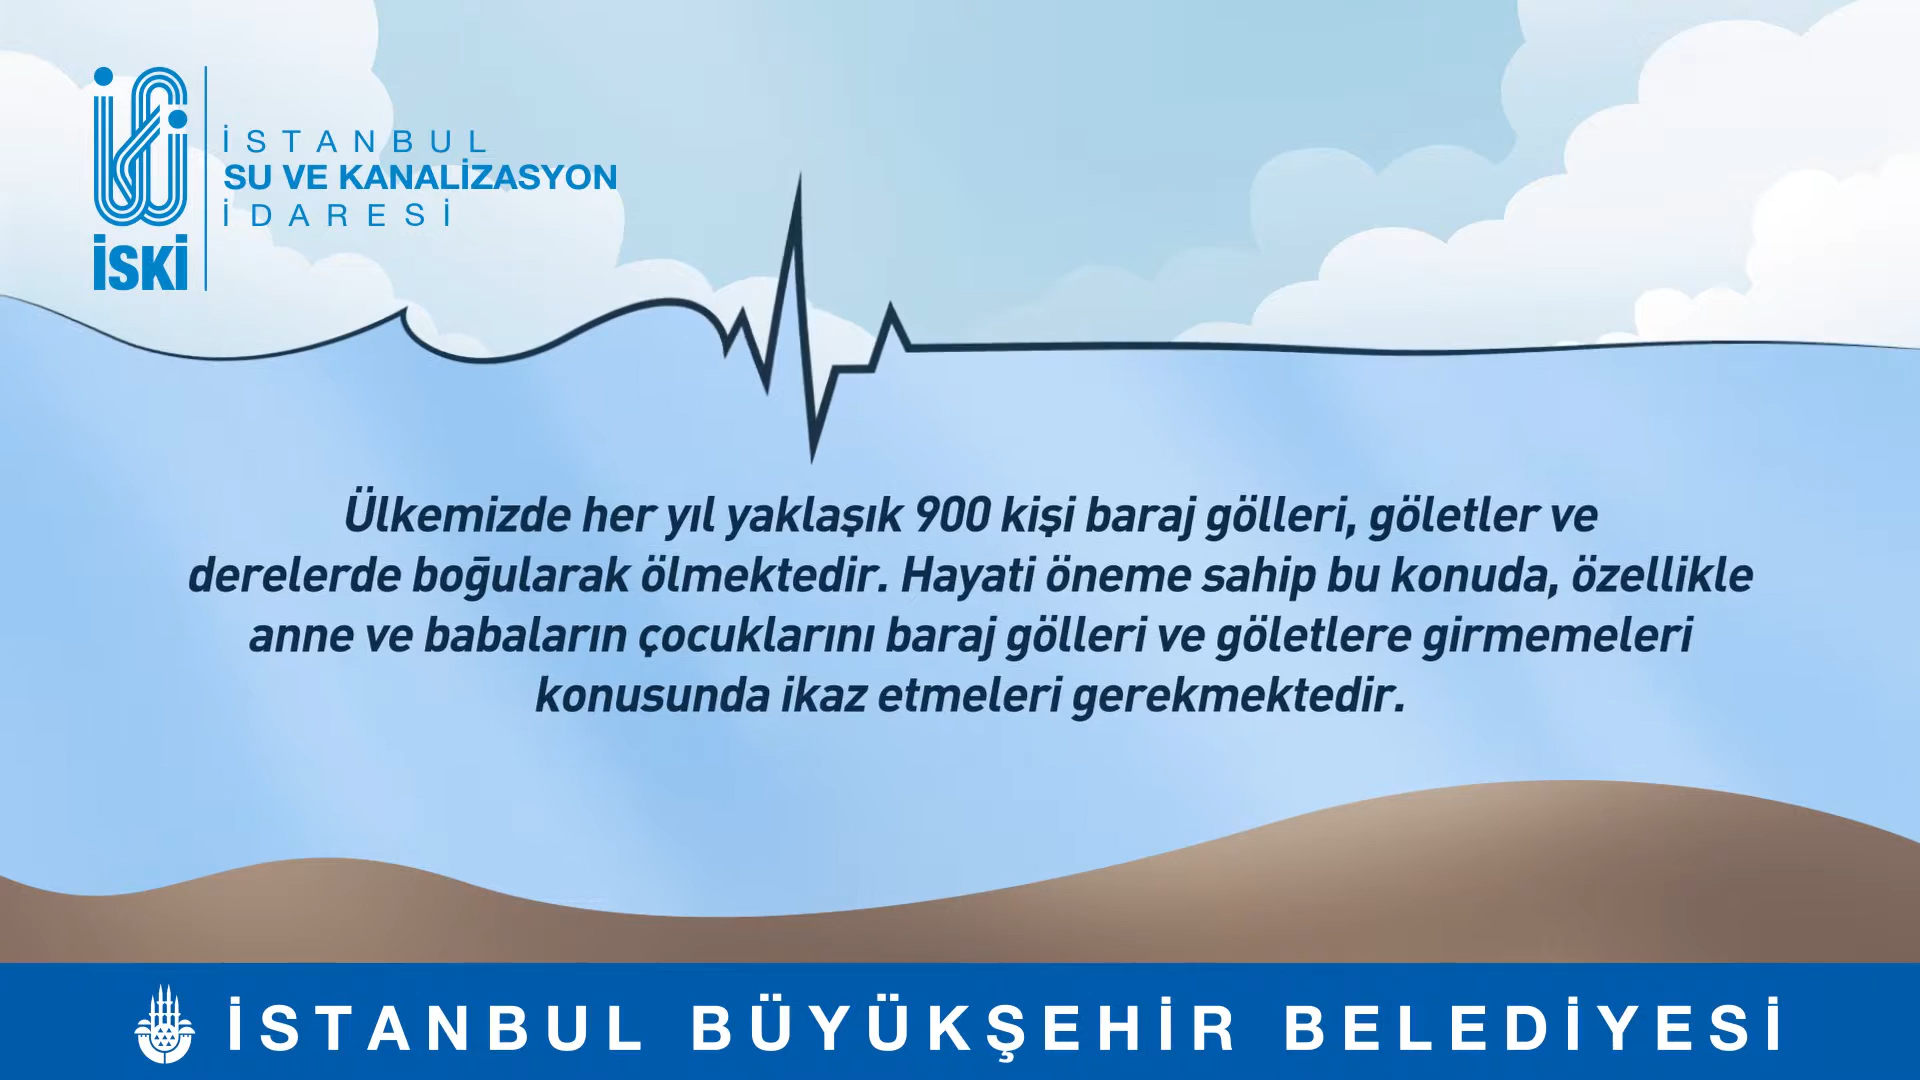 İSTANBUL
SU VE KANALİZASYON
İDARESİ
İSKİ
Ülkemizde her yıl yaklaşık 900 kişi baraj gölleri, göletler ve
derelerde boğularak ölmektedir. Hayati öneme sahip bu konuda, özellikle
anne ve babaların çocuklarını baraj gölleri ve göletlere girmemeleri
konusunda ikaz etmeleri gerekmektedir.
İSTANBUL BÜYÜKŞEHİR BELEDİYESİ